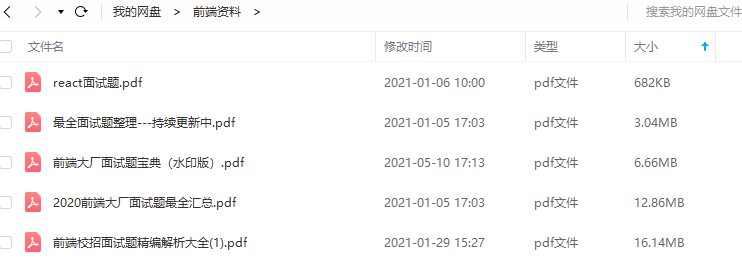 我的网盘 > 前端资料 > 搜索我的网盘文件
文件名 修改时间 类型 大小
react面试题.pdf 2021-01-06 10:00 pdf文件 682KB
最全面试题整理---持续更新中.pdf 2021-01-05 17:03 pdf文件 3.04MB
前端大厂面试题宝典（水印版）.pdf 2021-05-10 17:13 pdf文件 6.66MB
2020前端大厂面试题最全汇总.pdf 2021-01-05 17:03 pdf文件 12.86MB
前端校招面试题精编解析大全(1).pdf 2021-01-29 15:27 pdf文件 16.14MB